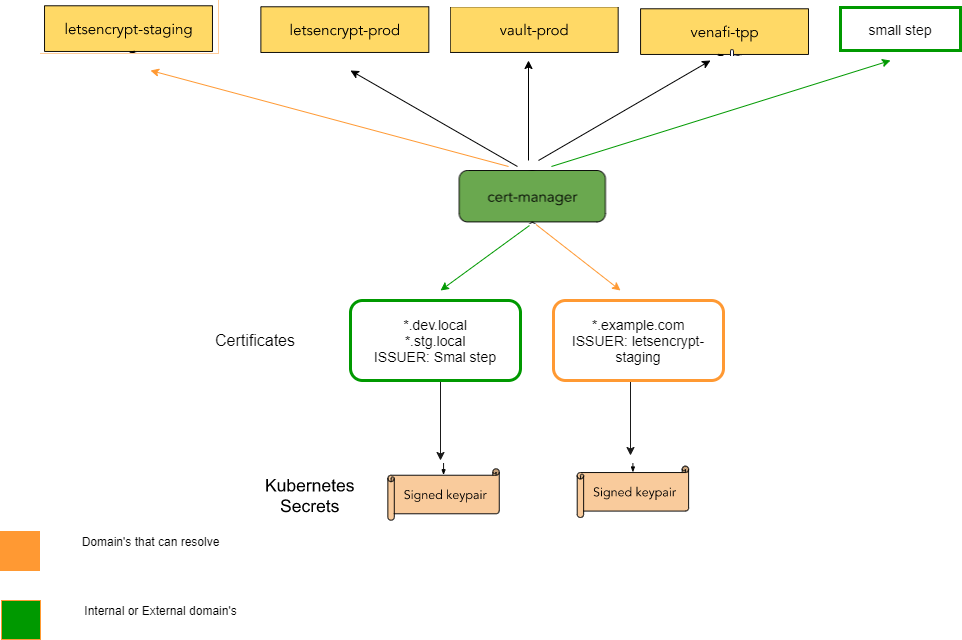 letsencrypt-staging
letsencrypt-prod
vault-prod
venafi-tpp
small step
cert-manager
Certificates
*.dev.local
*.stg.local
ISSUER: Smal step
*.example.com
ISSUER: letsencrypt-
staging
Kubernetes
Secrets
Signed keypair
Signed keypair
Domain's that can resolve
Internal or External domain's